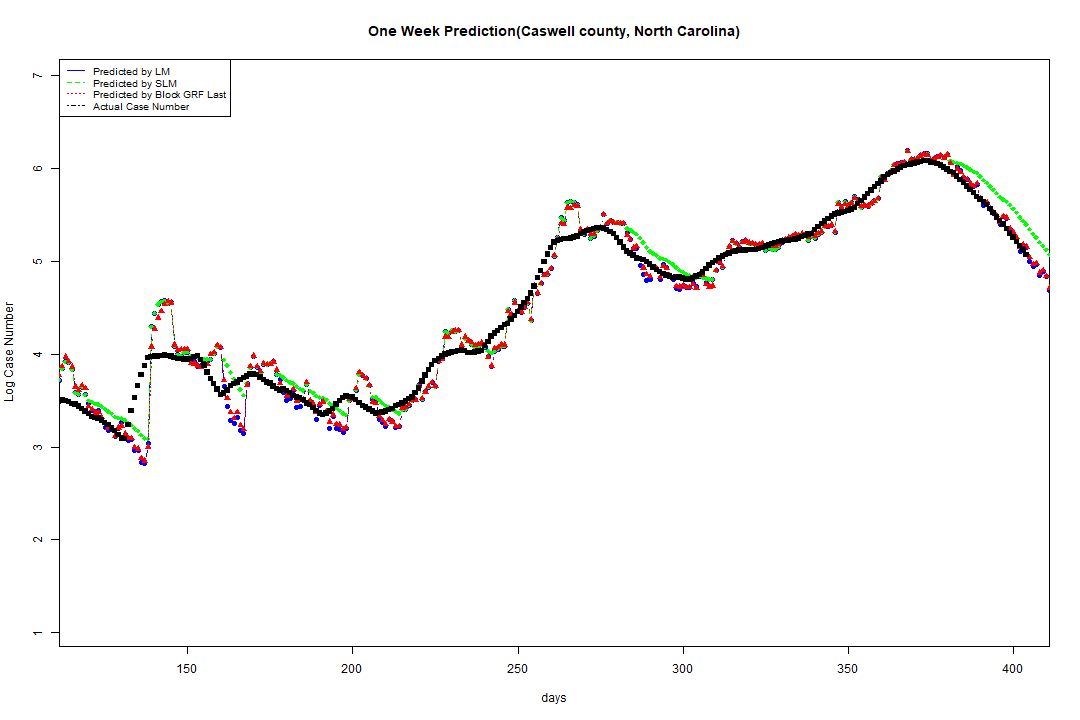 One Week Prediction(Caswell county, North Carolina)
Predicted by LM
Predicted by SLM
Predicted by Block GRF Last
Actual Case Number
7
6
5
4
3
2
1
Log Case Number
150 200 250 300 350 400
days